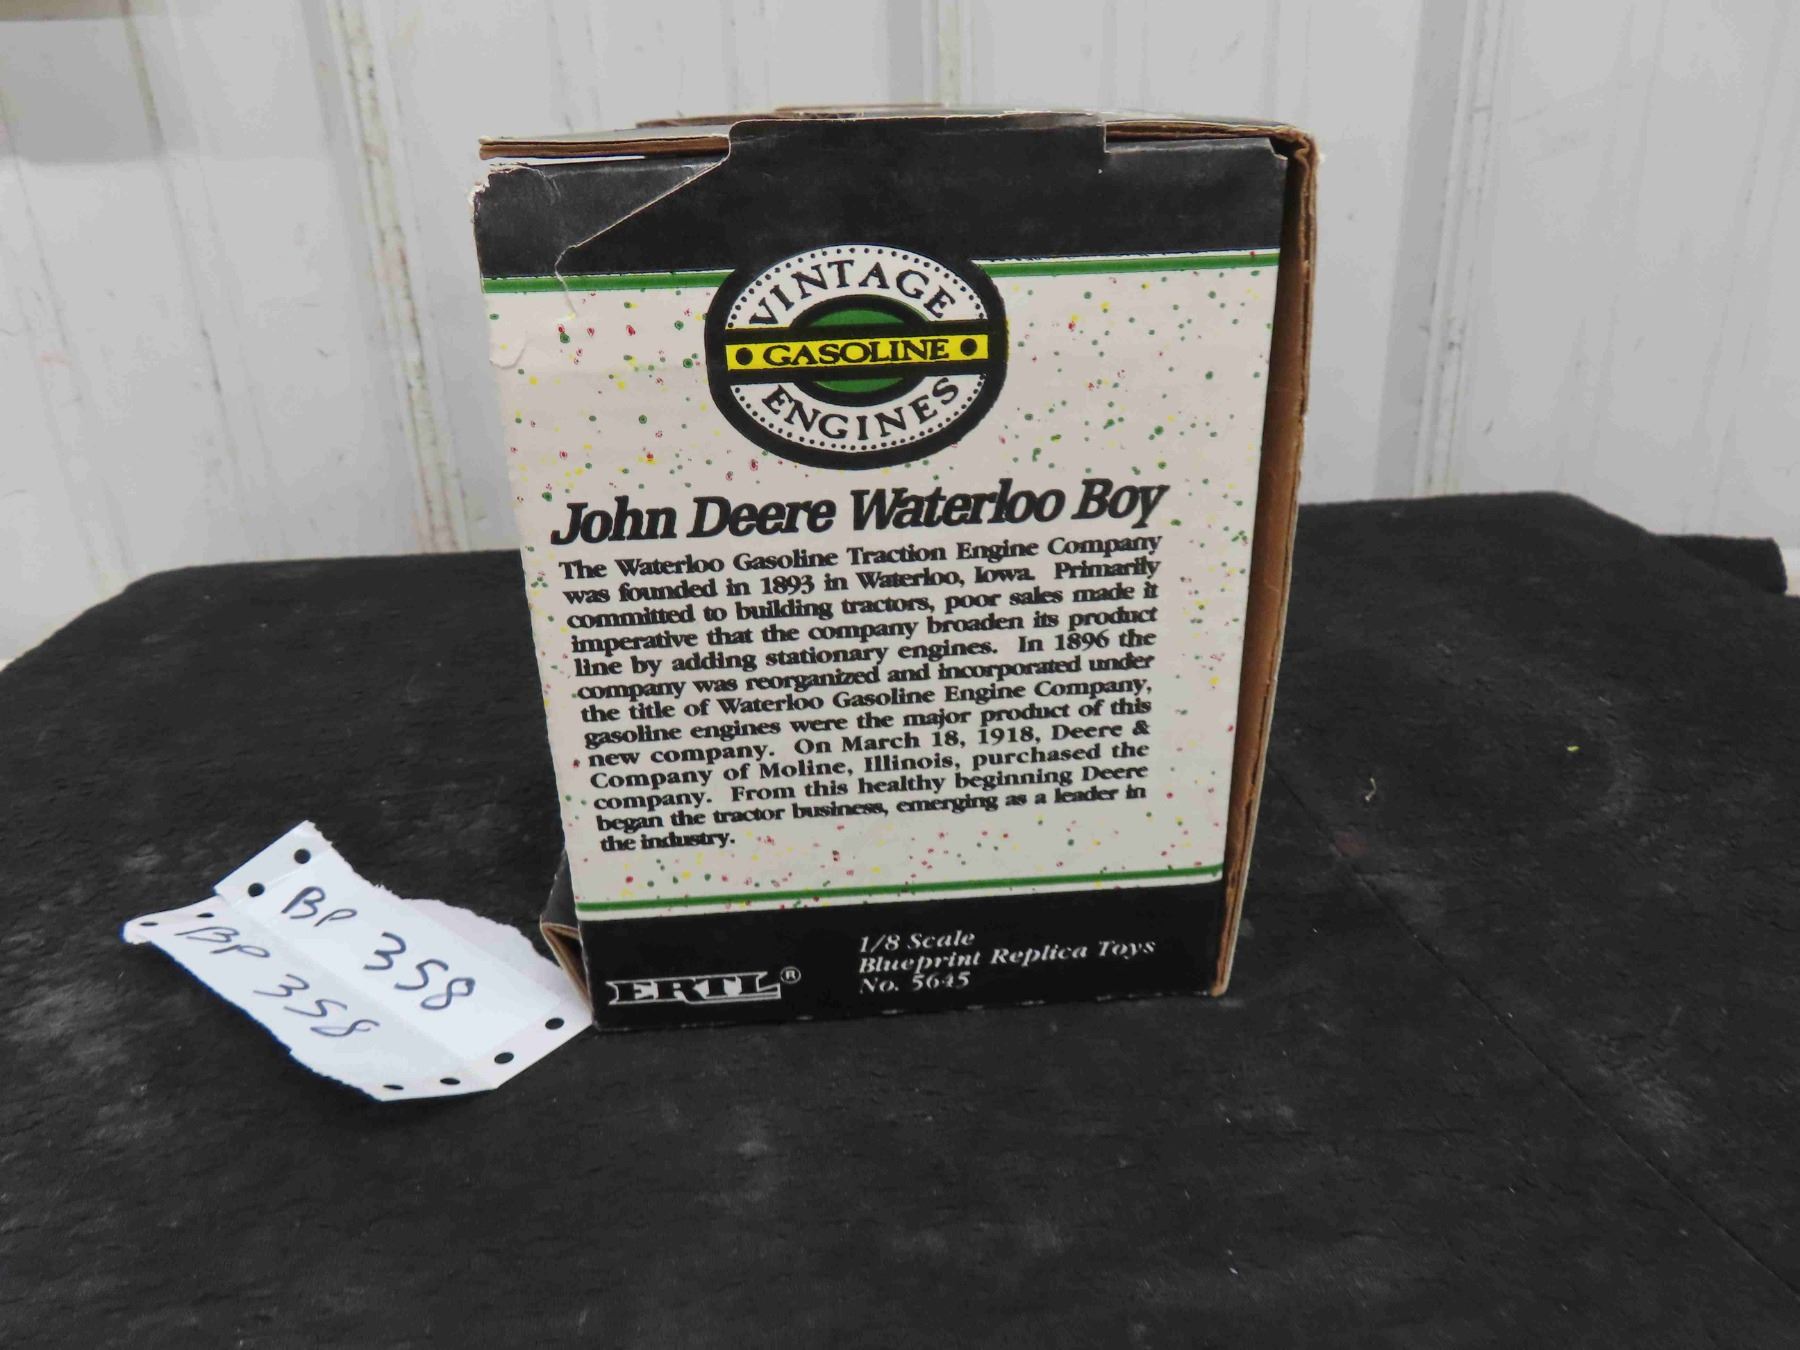 VINTAGE
GASOLINE
ENGINES
John Deere Waterloo Boy
The Waterloo Gasoline Traction Engine Company
was founded in 1893 in Waterloo, Iowa. Primarily
committed to building tractors, poor sales made it
imperative that the company broaden its product
line by adding stationary engines. In 1896 the
company was reorganized and incorporated under
the title of Waterloo Gasoline Engine Company,
gasoline engines were the major product of this
new company. On March 18, 1918, Deere &
Company of Moline, Illinois, purchased the
company. From this healthy beginning Deere
began the tractor business, emerging as a leader in
the industry.
ERTL®
1/8 Scale
Blueprint Replica Toys
No. 5645
BP 358
BP 358